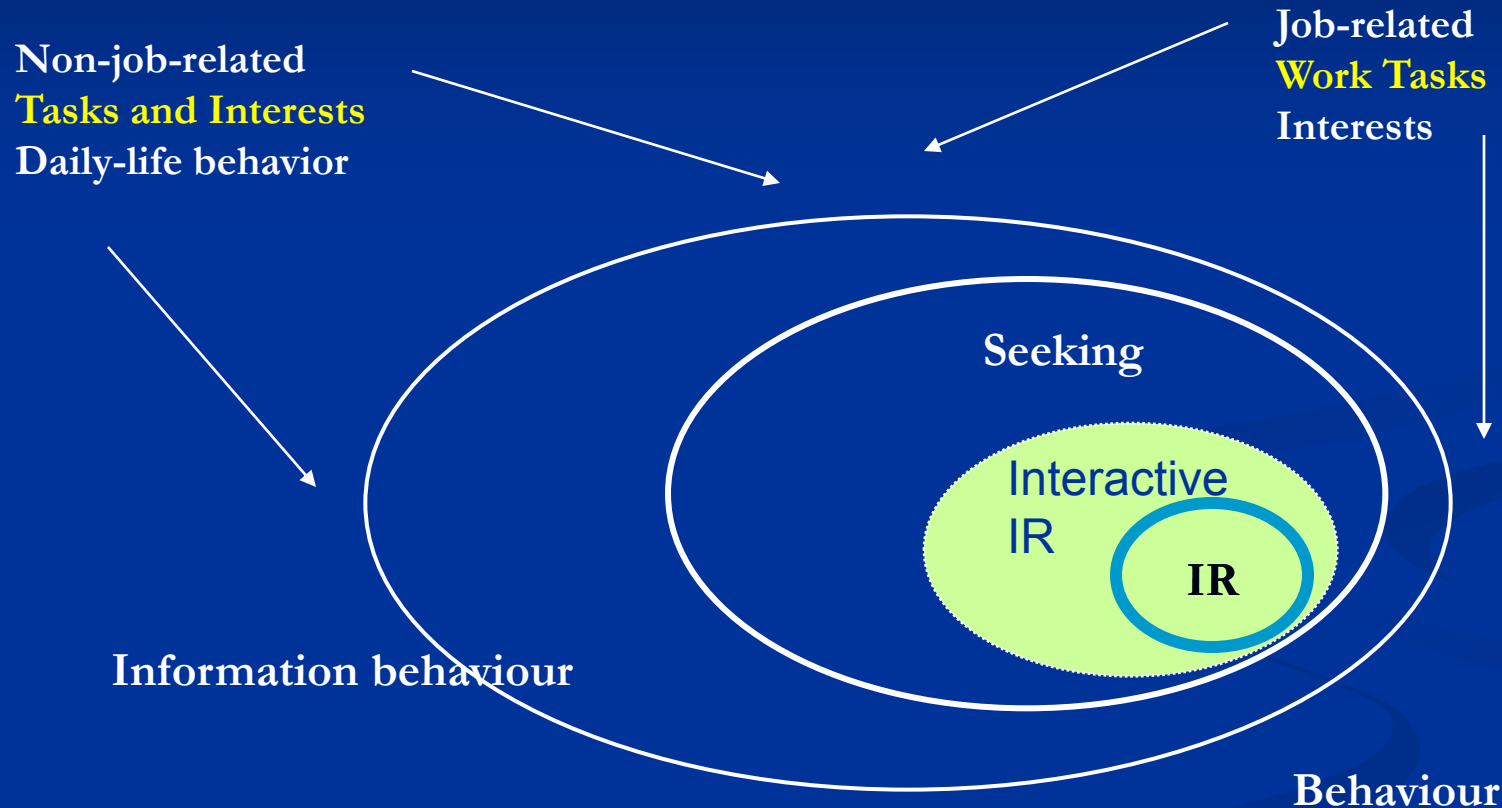 Non-job-related
Tasks and Interests
Daily-life behavior
Job-related
Work Tasks
Interests
Seeking
Interactive
IR
IR
Information behaviour
Behaviour